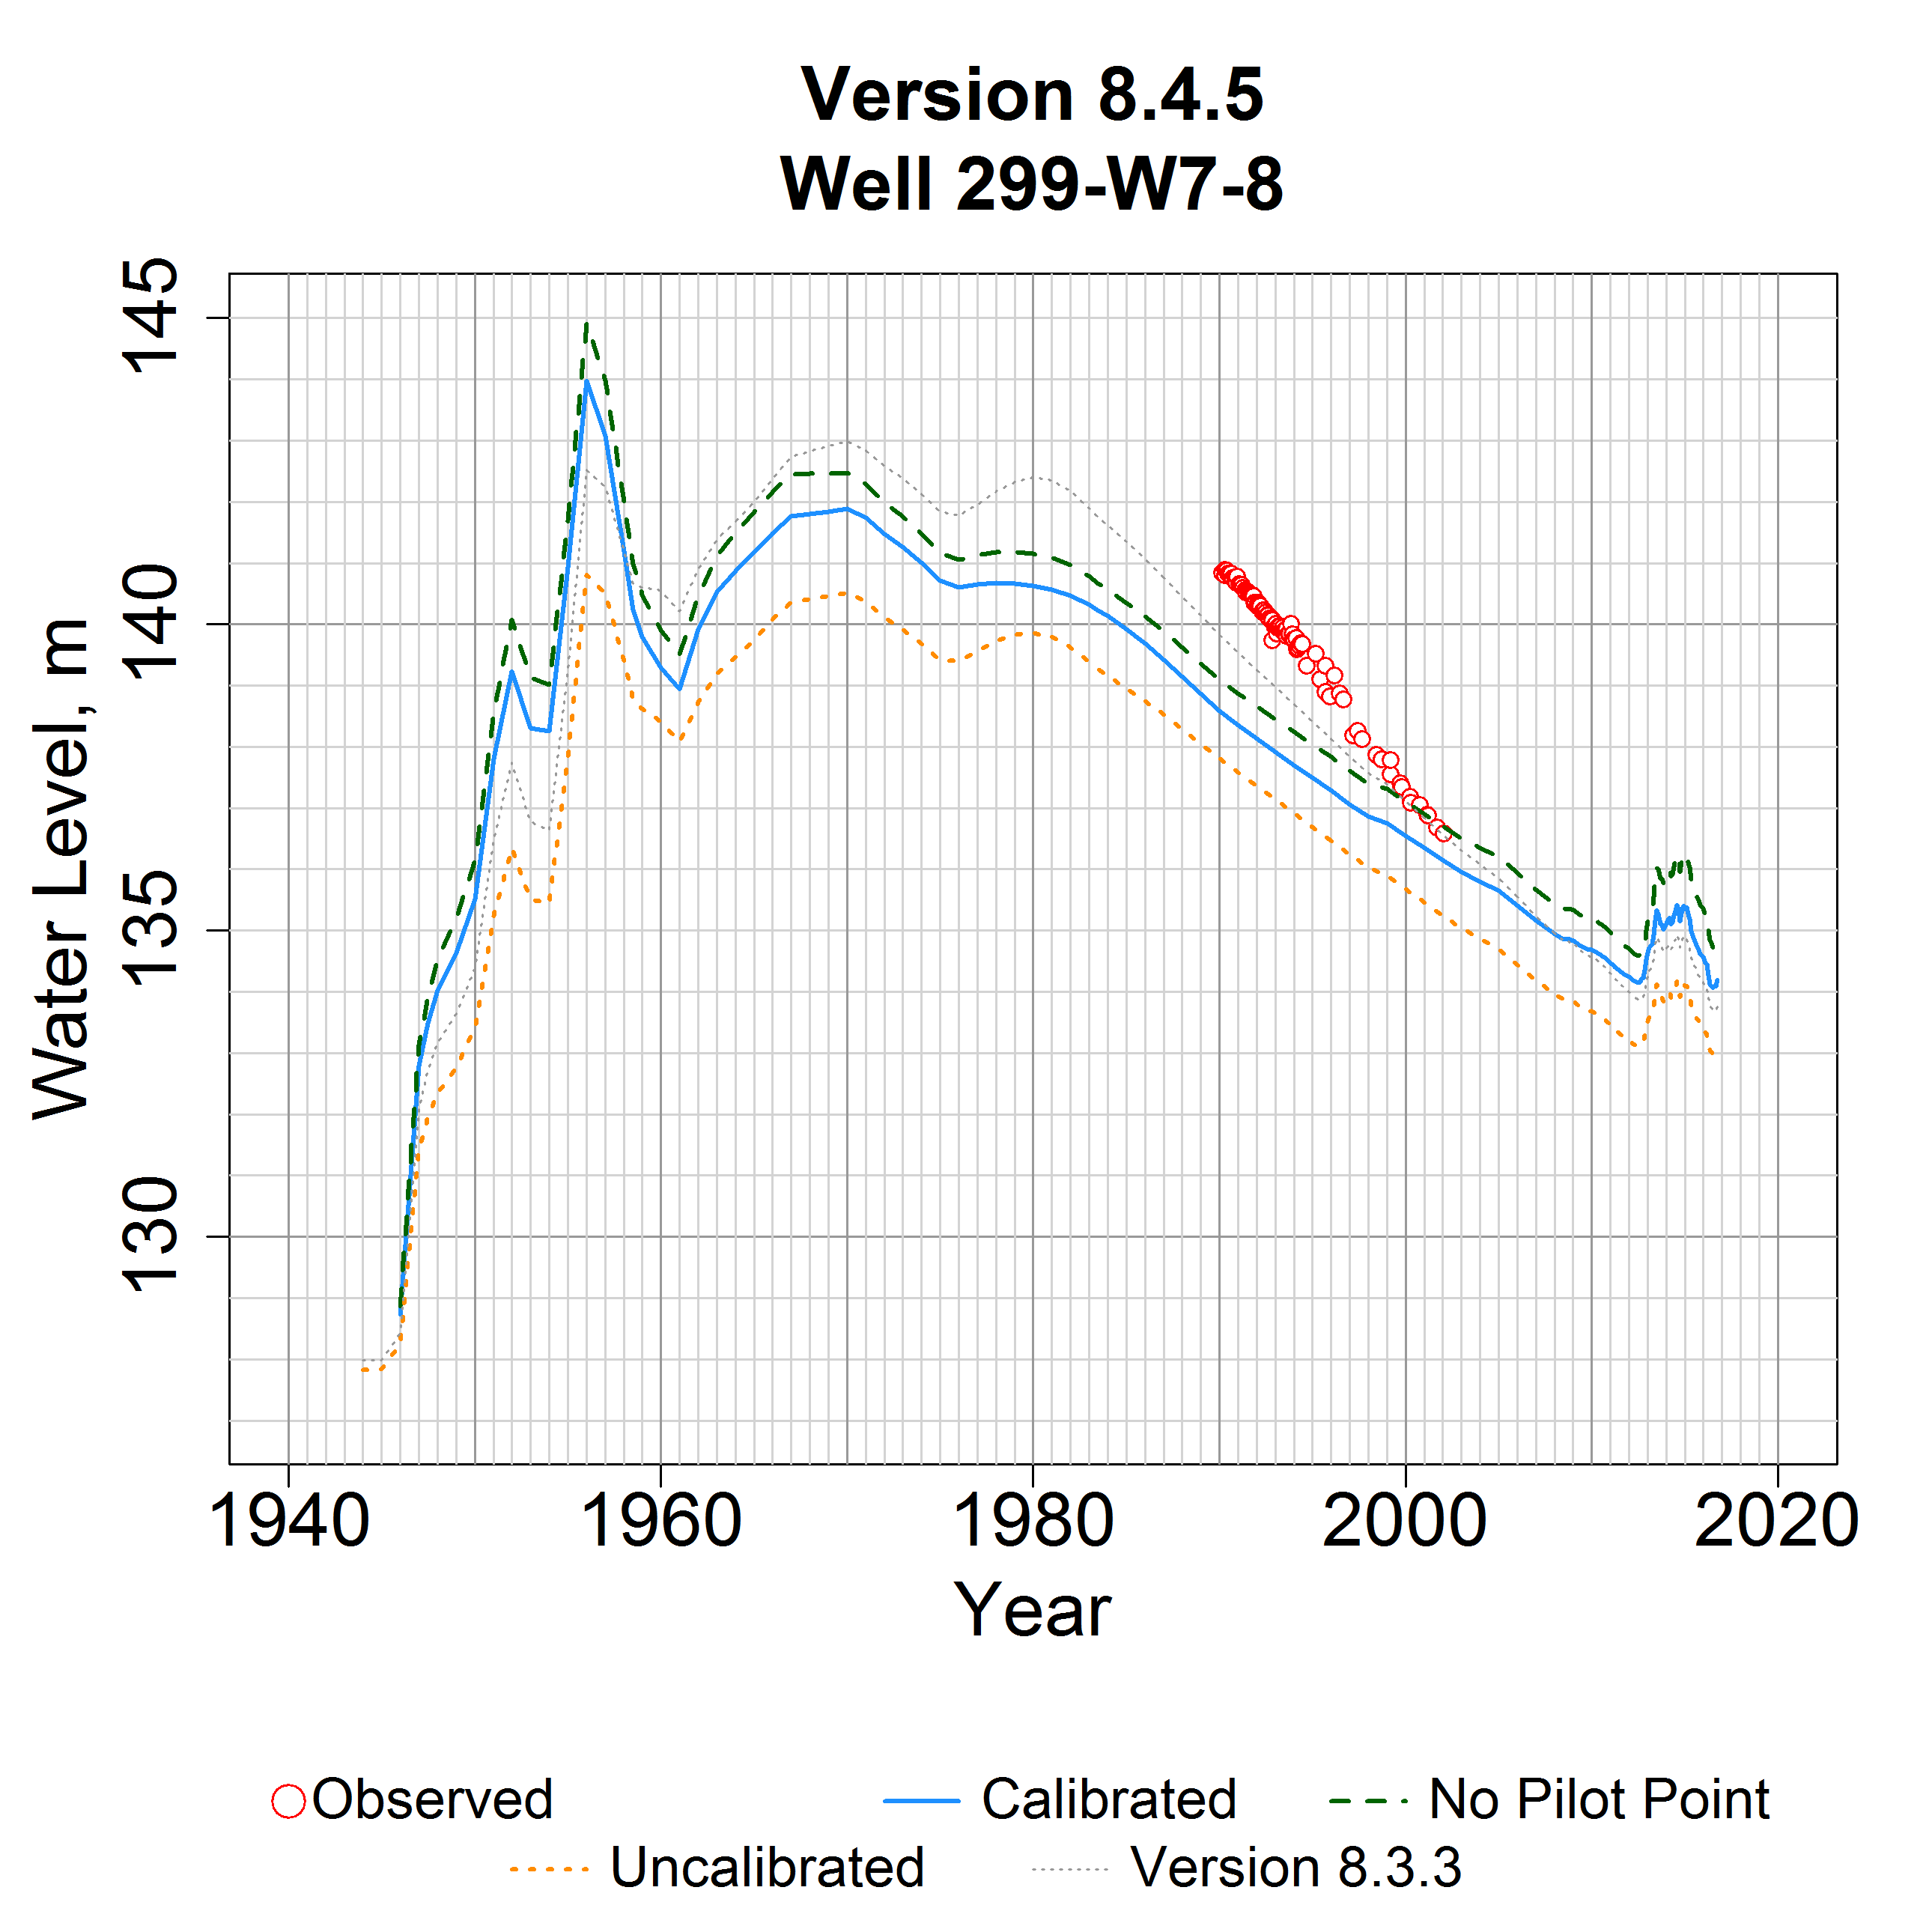 Version 8.4.5
Well 299-W7-8
Water Level, m
145
140
135
130
1940 1960 1980 2000 2020
Year
Observed Calibrated No Pilot Point
Uncalibrated Version 8.3.3